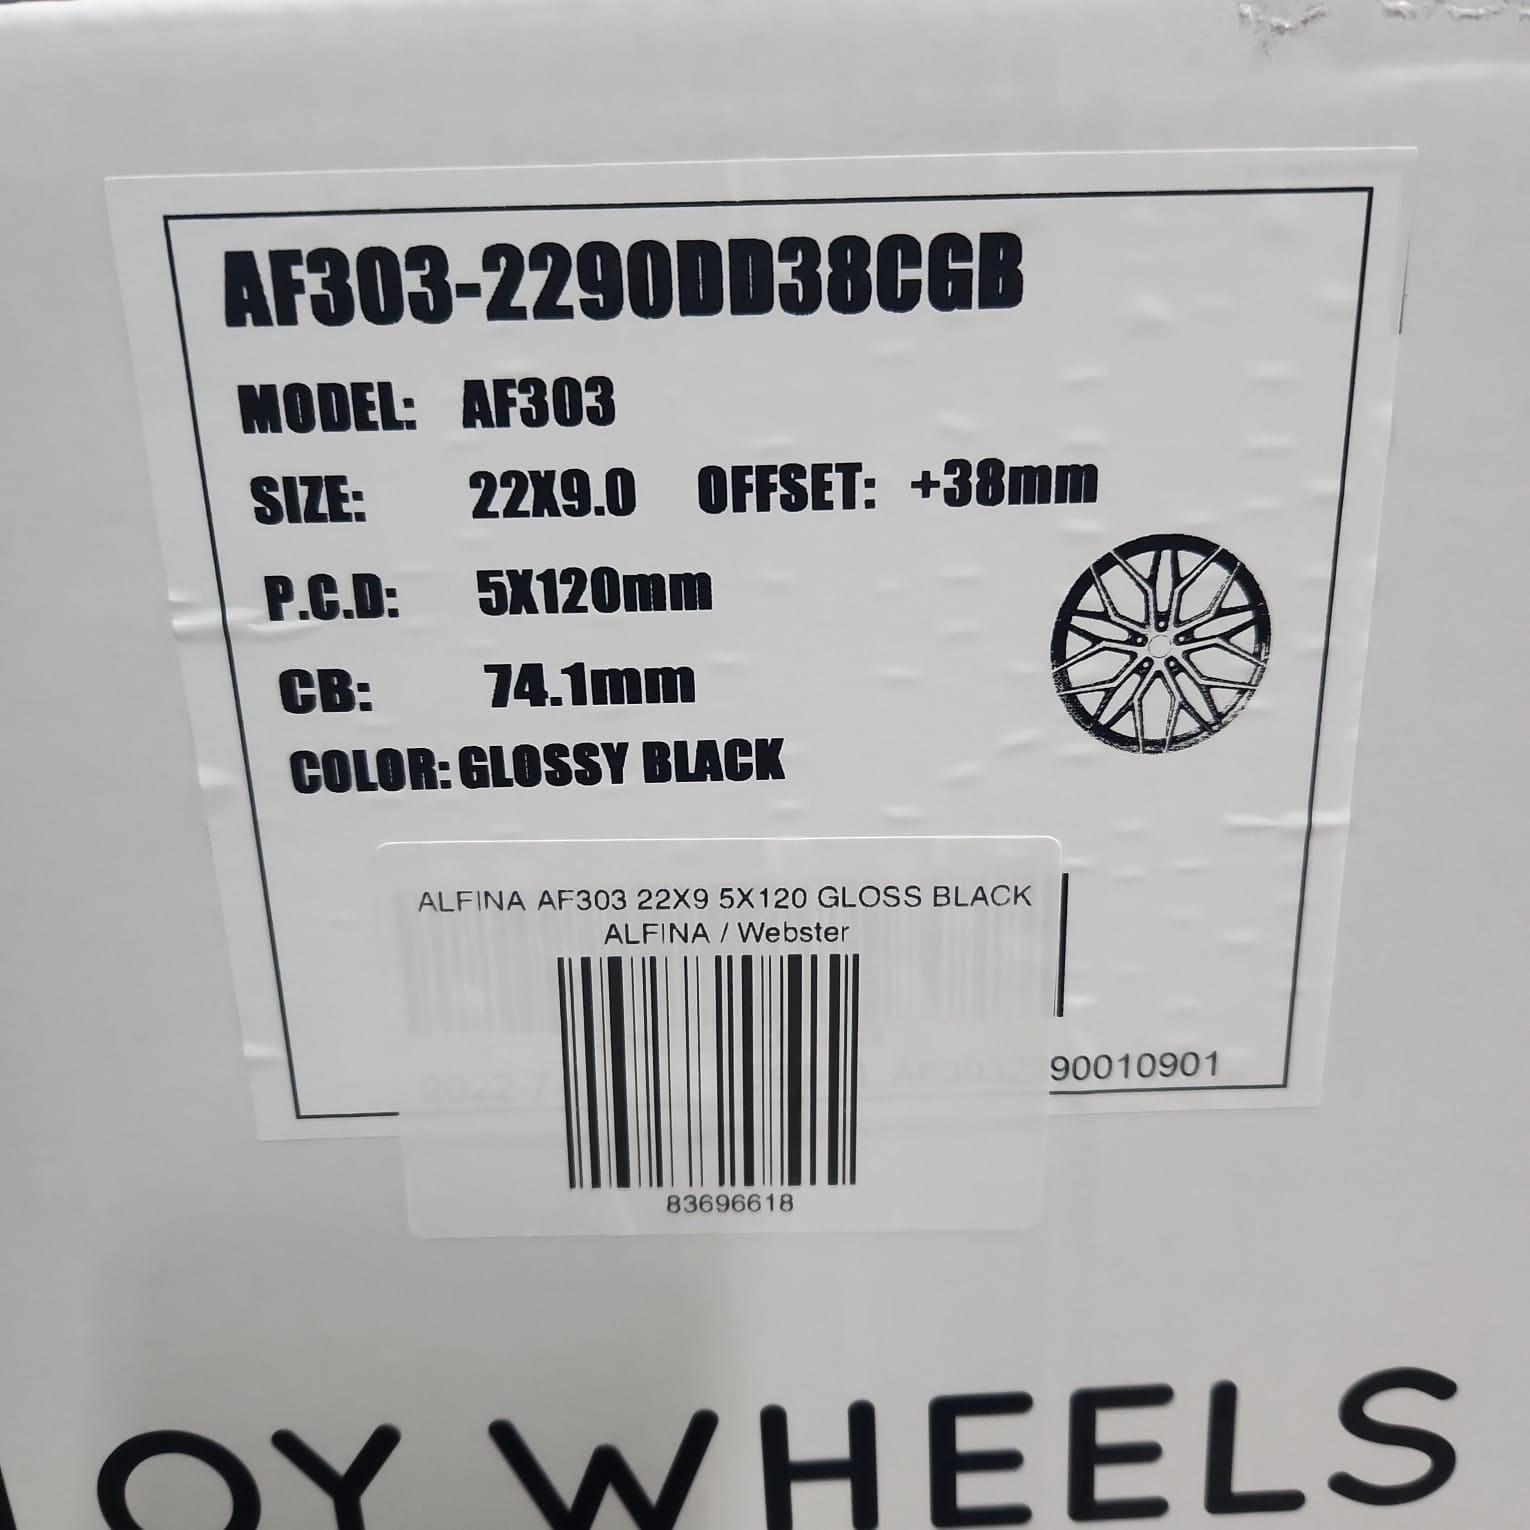 AF303-2290DD38CGB
MODEL: AF303
SIZE: 22X9.0 OFFSET: +38mm
P.C.D: 5X120mm
CB: 74.1mm
COLOR: GLOSSY BLACK
ALFINA AF303 22X9 5X120 GLOSS BLACK
ALFINA / Webster
90010901
83696618
OY WHEELS